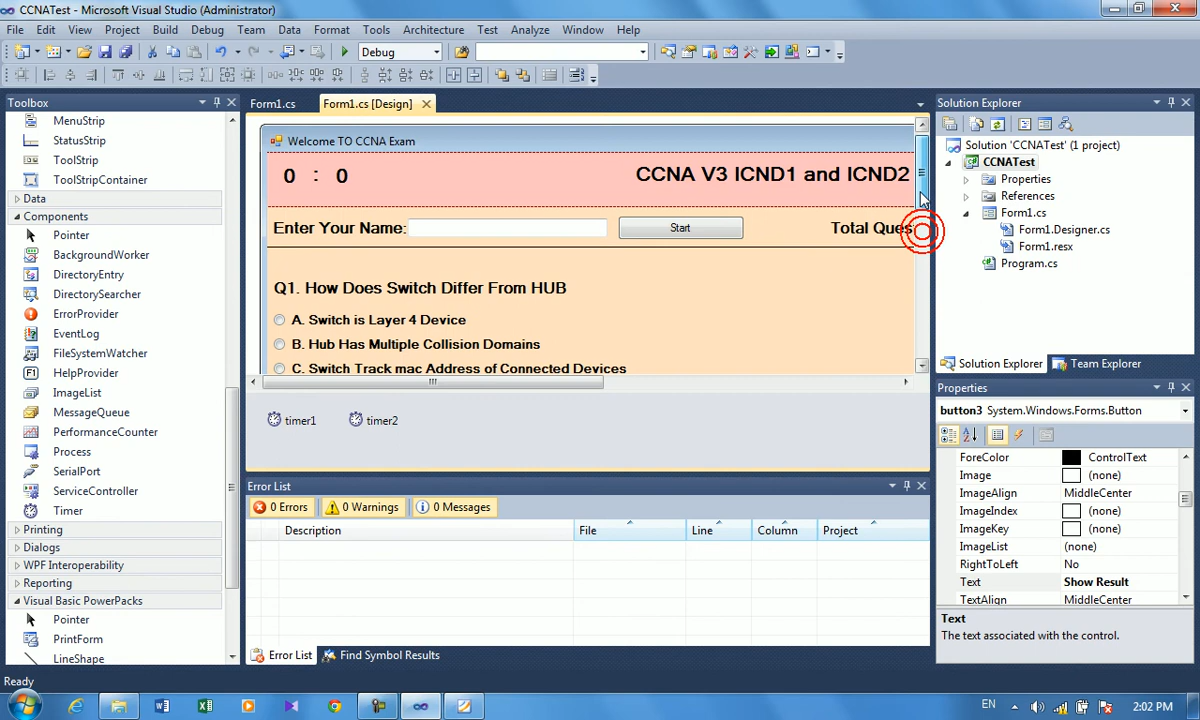 CCNATest - Microsoft Visual Studio (Administrator)
File Edit View Project Build Debug Team Data Format Tools Architecture Test Analyze Window Help
Debug
Toolbox
MenuStrip
StatusStrip
ToolStrip
ToolStripContainer
Data
Components
Pointer
BackgroundWorker
DirectoryEntry
DirectorySearcher
ErrorProvider
EventLog
FileSystemWatcher
HelpProvider
ImageList
MessageQueue
PerformanceCounter
Process
SerialPort
ServiceController
Timer
Printing
Dialogs
WPF Interoperability
Reporting
Visual Basic PowerPacks
Pointer
PrintForm
LineShape
Form1.cs Form1.cs [Design]
Welcome TO CCNA Exam
0 : 0 CCNA V3 ICND1 and ICND2
Enter Your Name: Start Total Ques
Q1. How Does Switch Differ From HUB
A. Switch is Layer 4 Device
B. Hub Has Multiple Collision Domains
C. Switch Track mac Address of Connected Devices
timer1 timer2
Error List
0 Errors 0 Warnings 0 Messages
Description File Line Column Project
Error List Find Symbol Results
Solution Explorer
Solution 'CCNATest' (1 project)
CCNATest
Properties
References
Form1.cs
Form1.Designer.cs
Form1.resx
Program.cs
Solution Explorer Team Explorer
Properties
button3 System.Windows.Forms.Button
ForeColor ControlText
Image (none)
ImageAlign MiddleCenter
ImageIndex (none)
ImageKey (none)
ImageList (none)
RightToLeft No
Text Show Result
TextAlign MiddleCenter
Text
The text associated with the control.
Ready
EN 2:02 PM